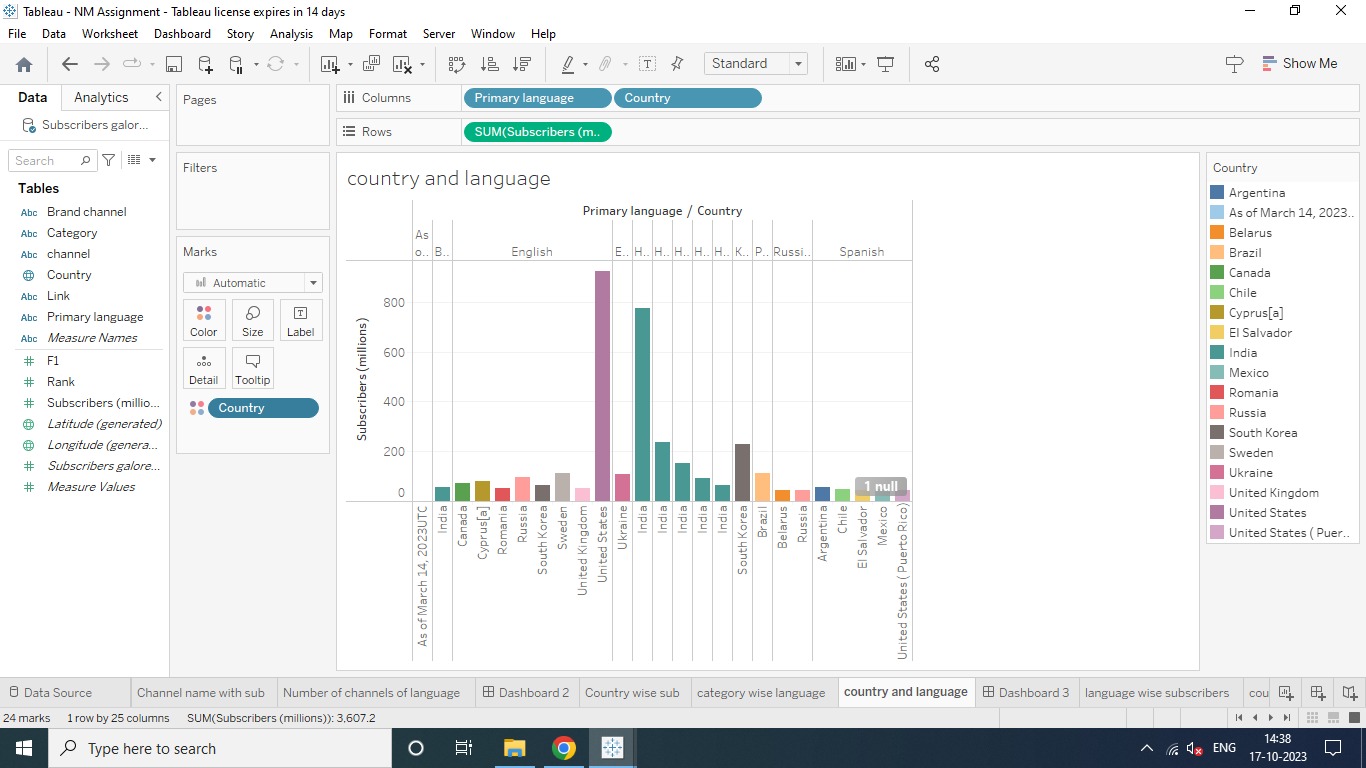 Tableau - NM Assignment - Tableau license expires in 14 days
File Data Worksheet Dashboard Story Analysis Map Format Server Window Help
Standard
Show Me
Data Analytics
Subscribers galor...
Search
Tables
Abc Brand channel
Abc Category
Abc channel
Country
Abc Link
Abc Primary language
Abc Measure Names
F1
Rank
Subscribers (millio...
Latitude (generated)
Longitude (genera...
Subscribers galore...
Measure Values
Pages
Filters
Marks
Automatic
Color Size Label
Detail Tooltip
Country
Columns Primary language Country
Rows SUM(Subscribers (m..
country and language
Primary language / Country
As
o.. B.. English E.. H.. H.. H.. H.. H.. K.. P.. Russi.. Spanish
Subscribers (millions)
800
600
400
200
0
1 null
As of March 14, 2023UTC
India
Canada
Cyprus[a]
Romania
Russia
South Korea
Sweden
United Kingdom
United States
Ukraine
India
India
India
India
India
South Korea
Brazil
Belarus
Russia
Argentina
Chile
El Salvador
Mexico
United States ( Puerto Rico)
Country
Argentina
As of March 14, 2023..
Belarus
Brazil
Canada
Chile
Cyprus[a]
El Salvador
India
Mexico
Romania
Russia
South Korea
Sweden
Ukraine
United Kingdom
United States
United States ( Puer..
Data Source Channel name with sub Number of channels of language Dashboard 2 Country wise sub category wise language country and language Dashboard 3 language wise subscribers cou
24 marks 1 row by 25 columns SUM(Subscribers (millions)): 3,607.2
Type here to search
ENG
14:38
17-10-2023